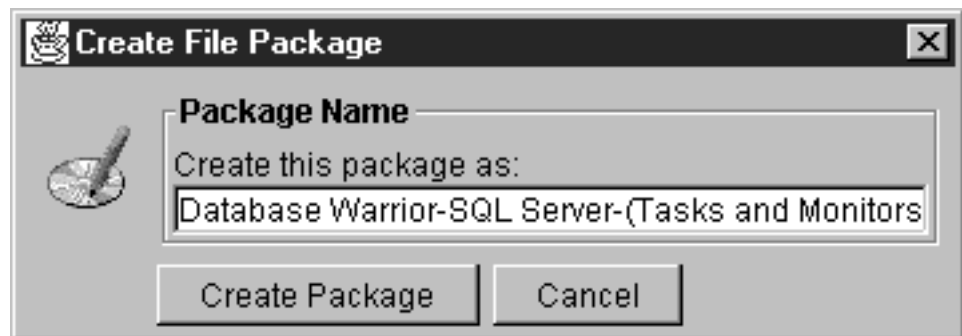 Create File Package
Package Name
Create this package as:
Database Warrior-SQL Server-(Tasks and Monitors
Create Package Cancel